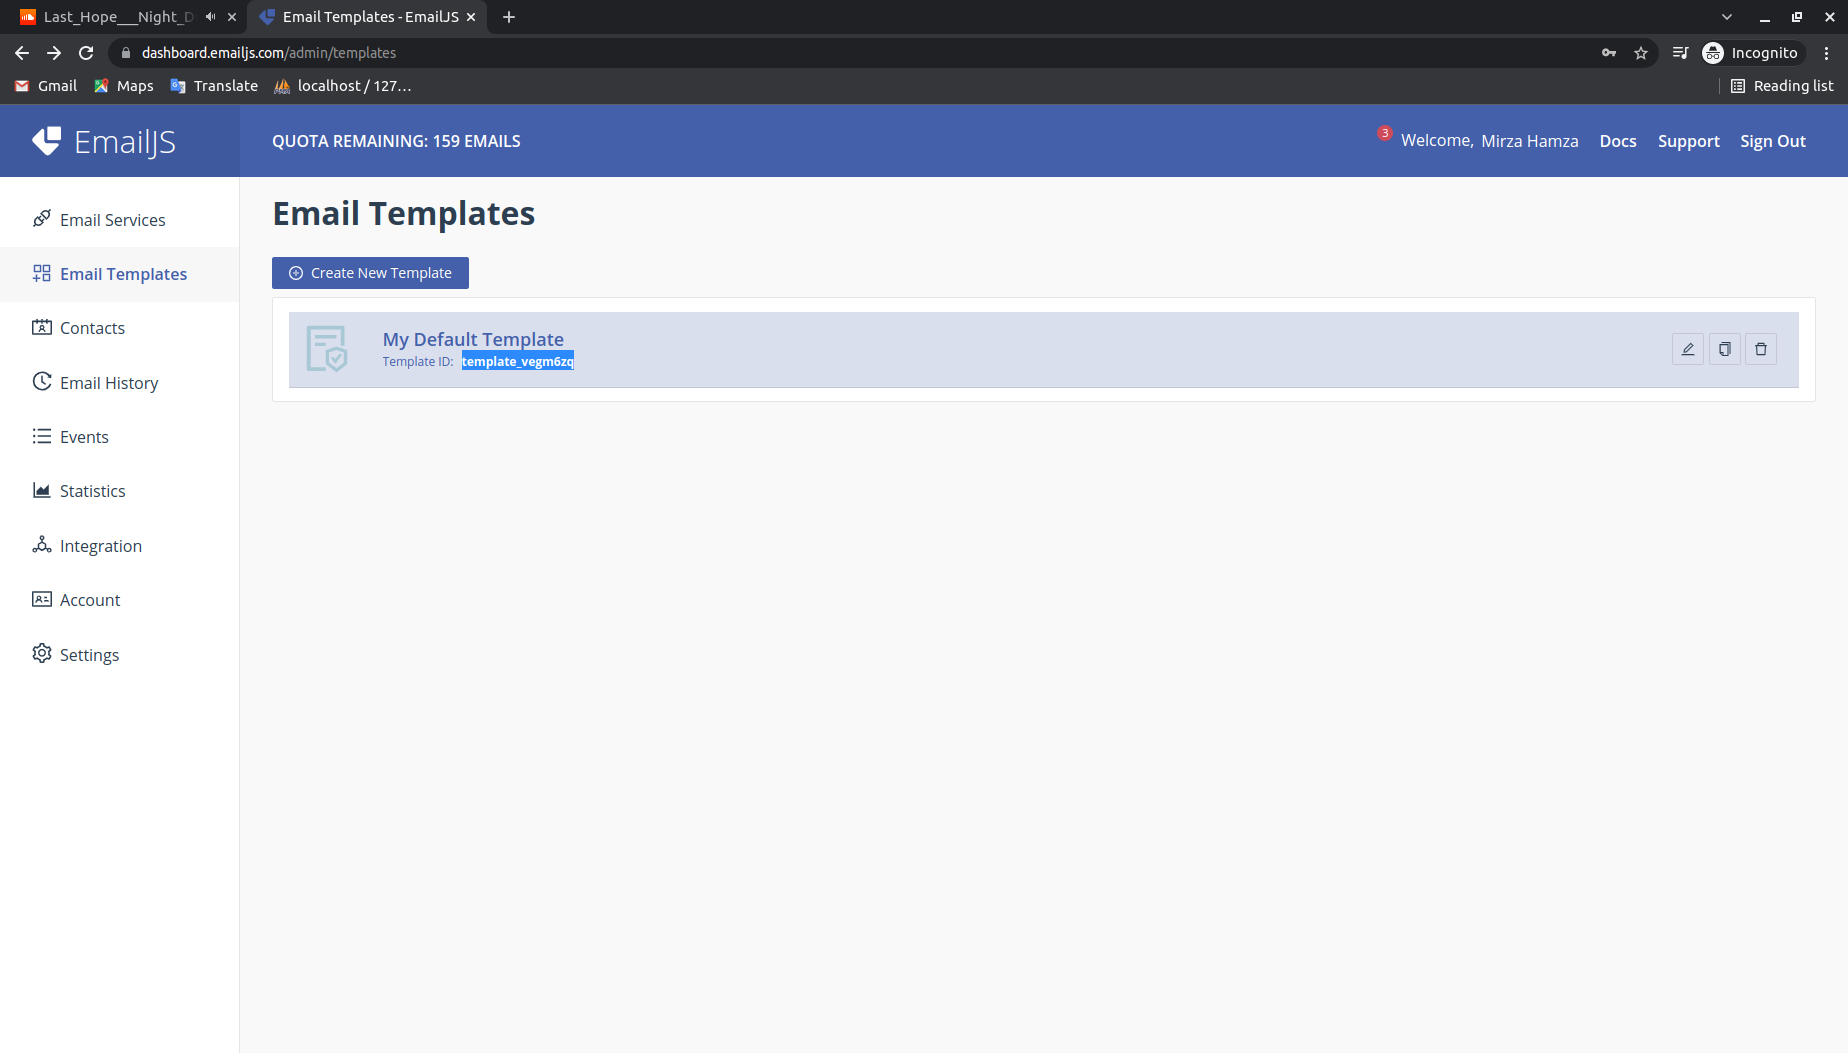 Last_Hope___Night_D
Email Templates - EmailJS
dashboard.emailjs.com/admin/templates
Incognito
Gmail
Maps
Translate
localhost / 127...
Reading list
EmailJS
QUOTA REMAINING: 159 EMAILS
3
Welcome, Mirza Hamza
Docs
Support
Sign Out
Email Services
Email Templates
Contacts
Email History
Events
Statistics
Integration
Account
Settings
Email Templates
Create New Template
My Default Template
Template ID: template_vegm6zq